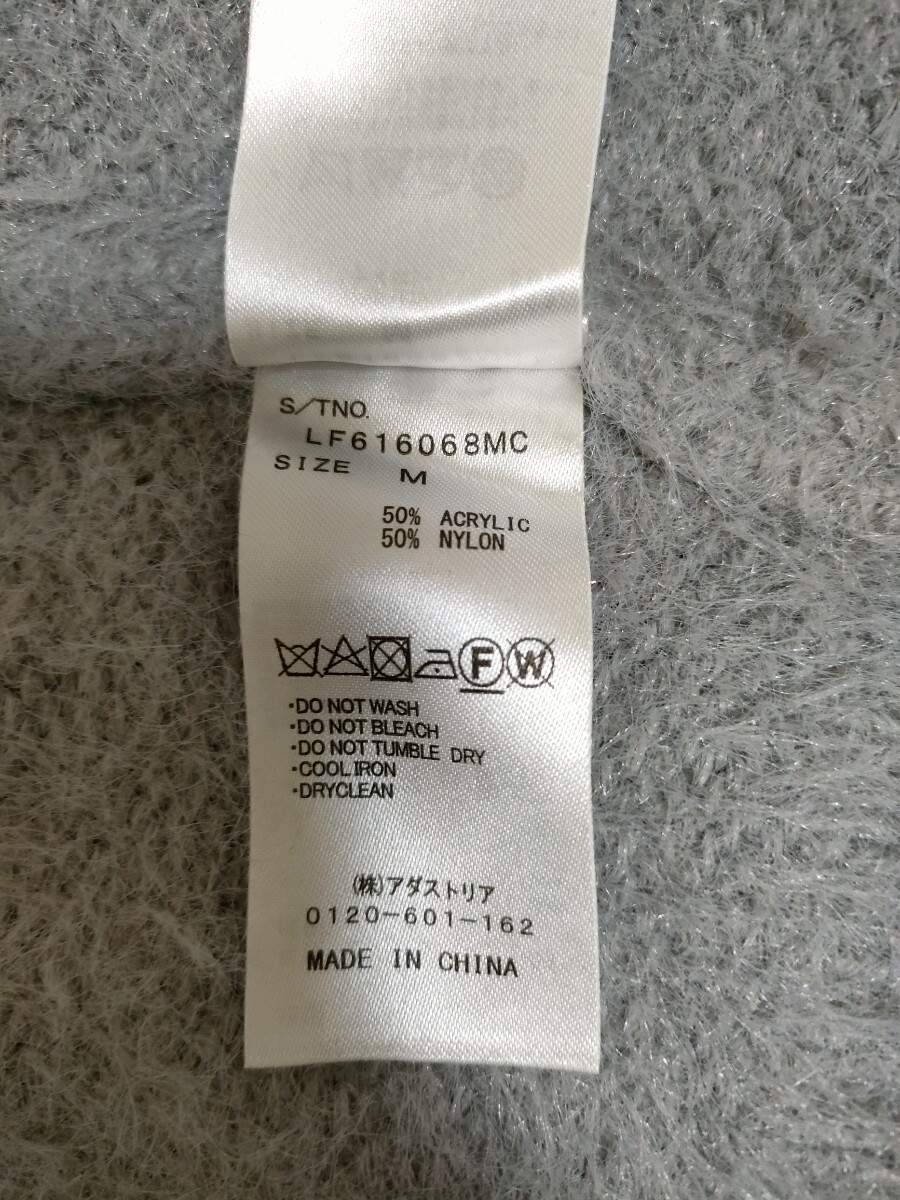 S/TNO.
LF616068MC
SIZE M
50% ACRYLIC
50% NYLON
F W
・DO NOT WASH
・DO NOT BLEACH
・DO NOT TUMBLE DRY
・COOL IRON
・DRYCLEAN
(株)アダストリア
0120-601-162
MADE IN CHINA